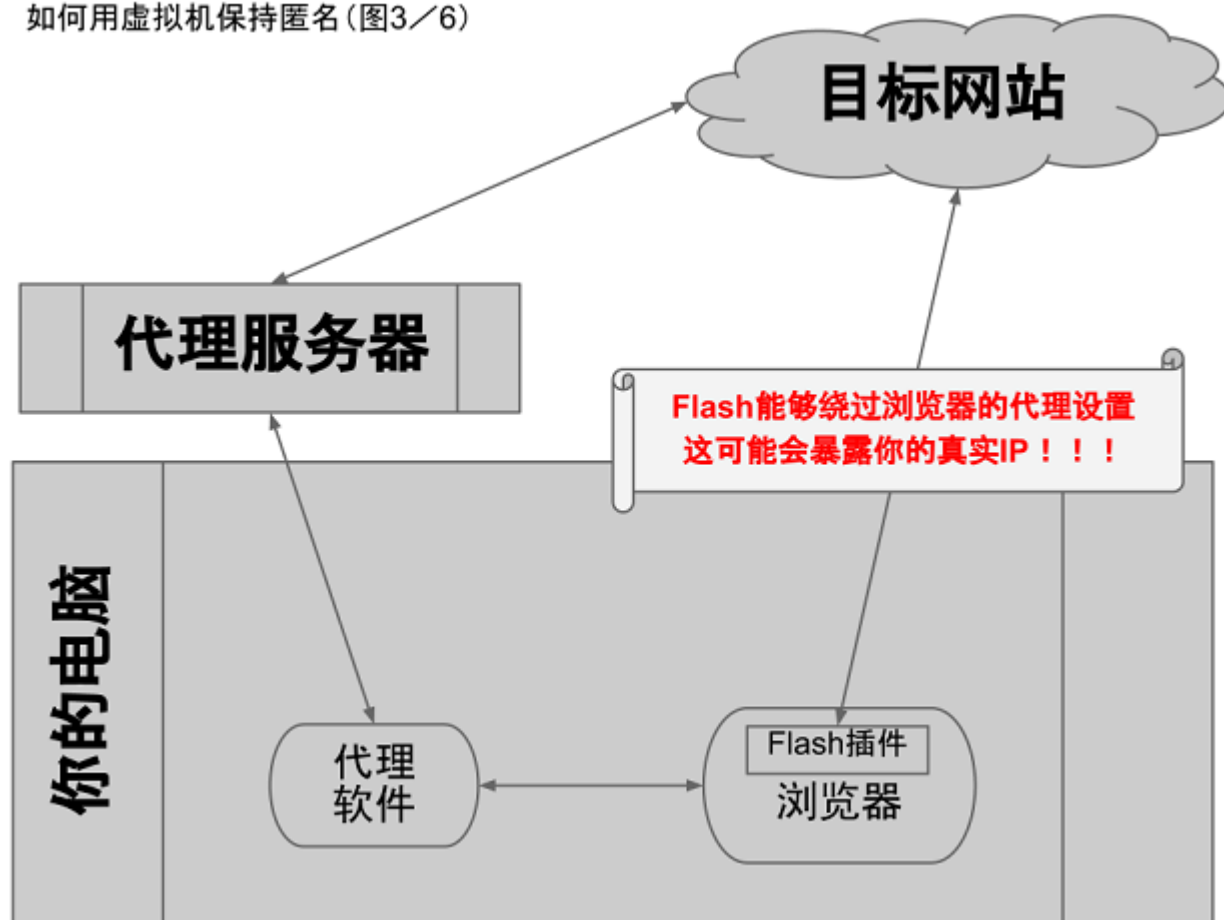 如何用虚拟机保持匿名(图3／6)
目标网站
代理服务器
Flash能够绕过浏览器的代理设置
这可能会暴露你的真实IP！！！
你的电脑
代理
软件
Flash插件
浏览器